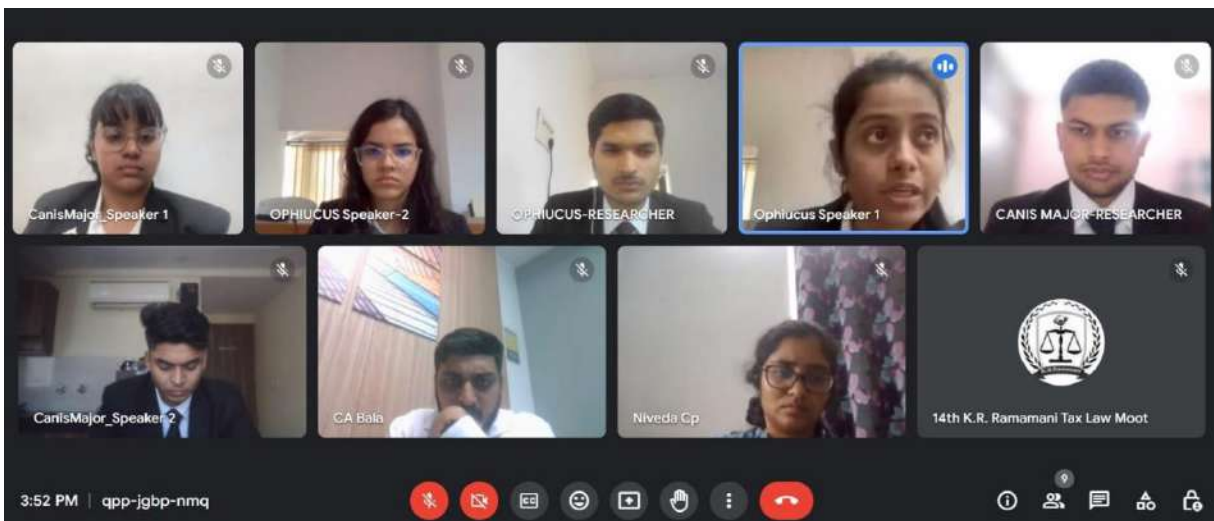 CanisMajor_Speaker 1
OPHIUCUS Speaker-2
OPHIUCUS-RESEARCHER
Ophiucus Speaker 1
CANIS MAJOR-RESEARCHER
CanisMajor_Speaker 2
CA Bala
Niveda Cp
14th K.R. Ramamani Tax Law Moot
3:52 PM | qpp-jgbp-nmq
CC
9